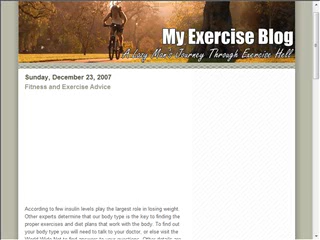 My Exercise Blog
A Lazy Man's Journey Through Exercise Hell
Sunday, December 23, 2007
Fitness and Exercise Advice
According to few insulin levels play the largest role in losing weight.
Other experts determine that our body type is the key to finding the
proper exercises and diet plans that work with the body. To find out
your body type you will need to talk to your doctor, or else visit the